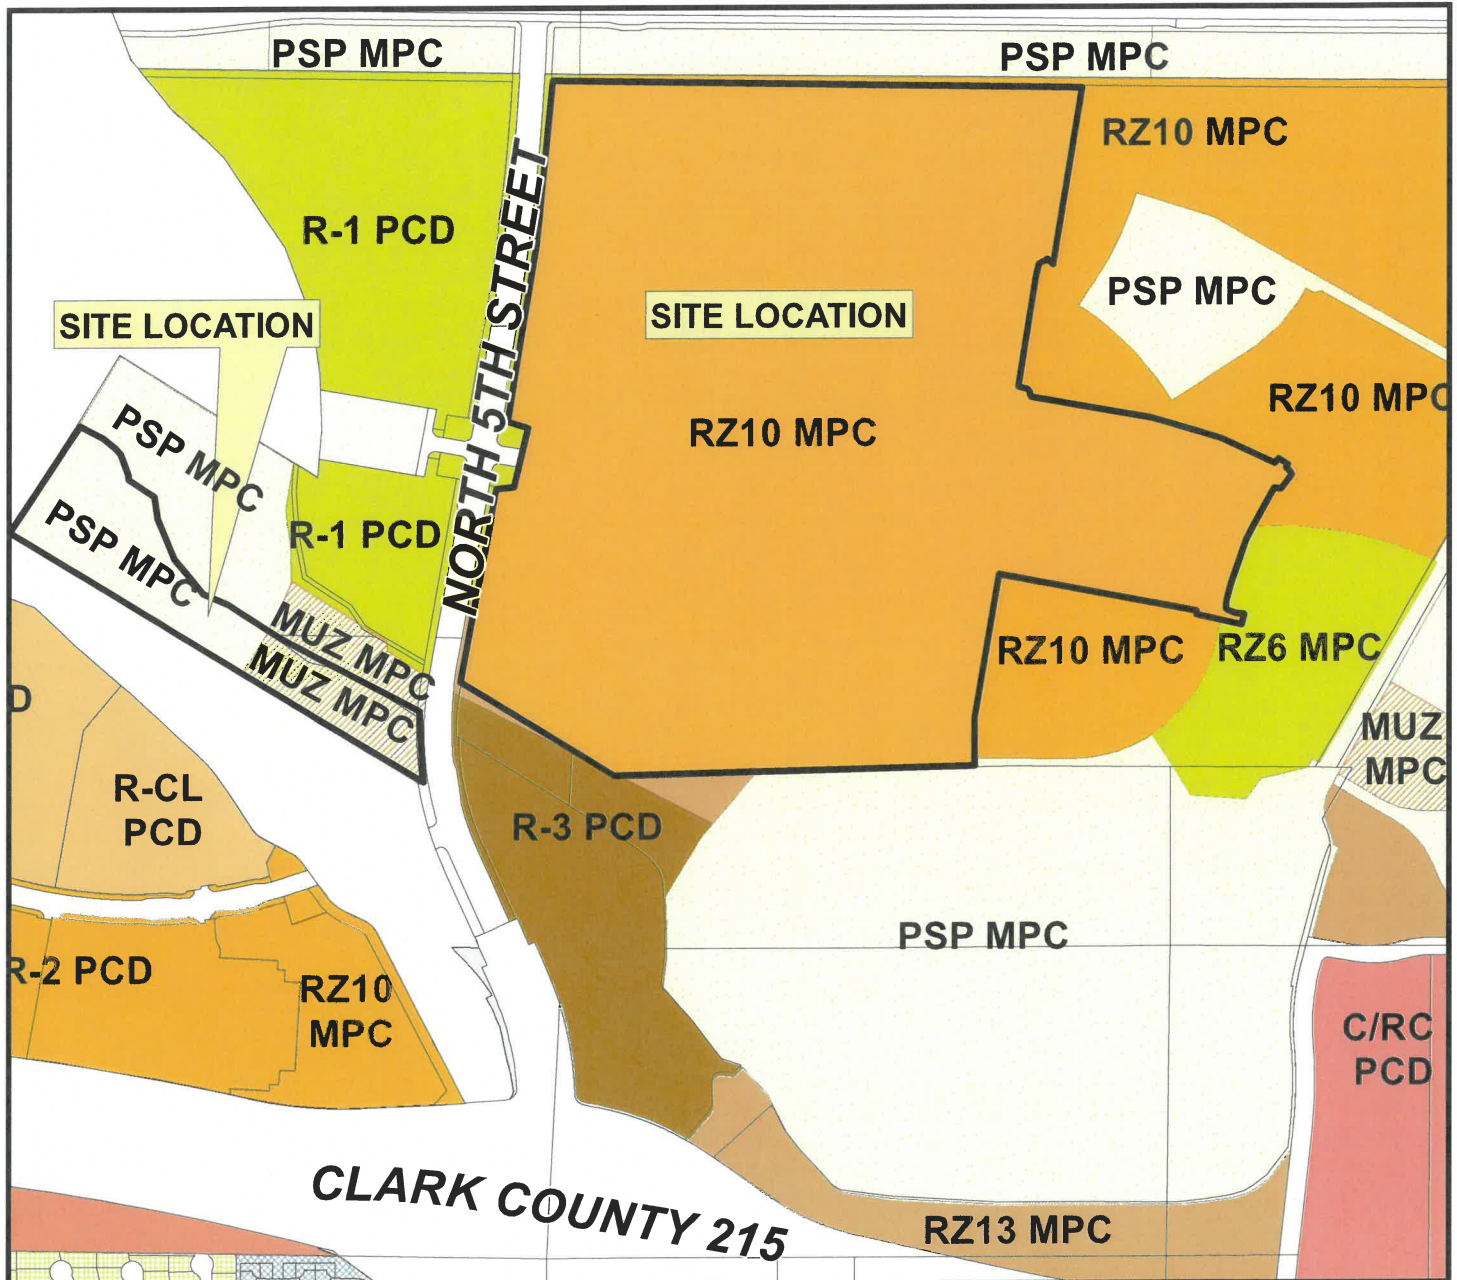 PSP MPC
PSP MPC
RZ10 MPC
R-1 PCD
PSP MPC
SITE LOCATION
SITE LOCATION
NORTH 5TH STREET
RZ10 MPC
RZ10 MPC
PSP MPC
PSP MPC
R-1 PCD
MUZ MPC
MUZ MPC
RZ10 MPC
RZ6 MPC
D
MUZ
MPC
R-CL
PCD
R-3 PCD
PSP MPC
R-2 PCD
RZ10
MPC
C/RC
PCD
CLARK COUNTY 215
RZ13 MPC